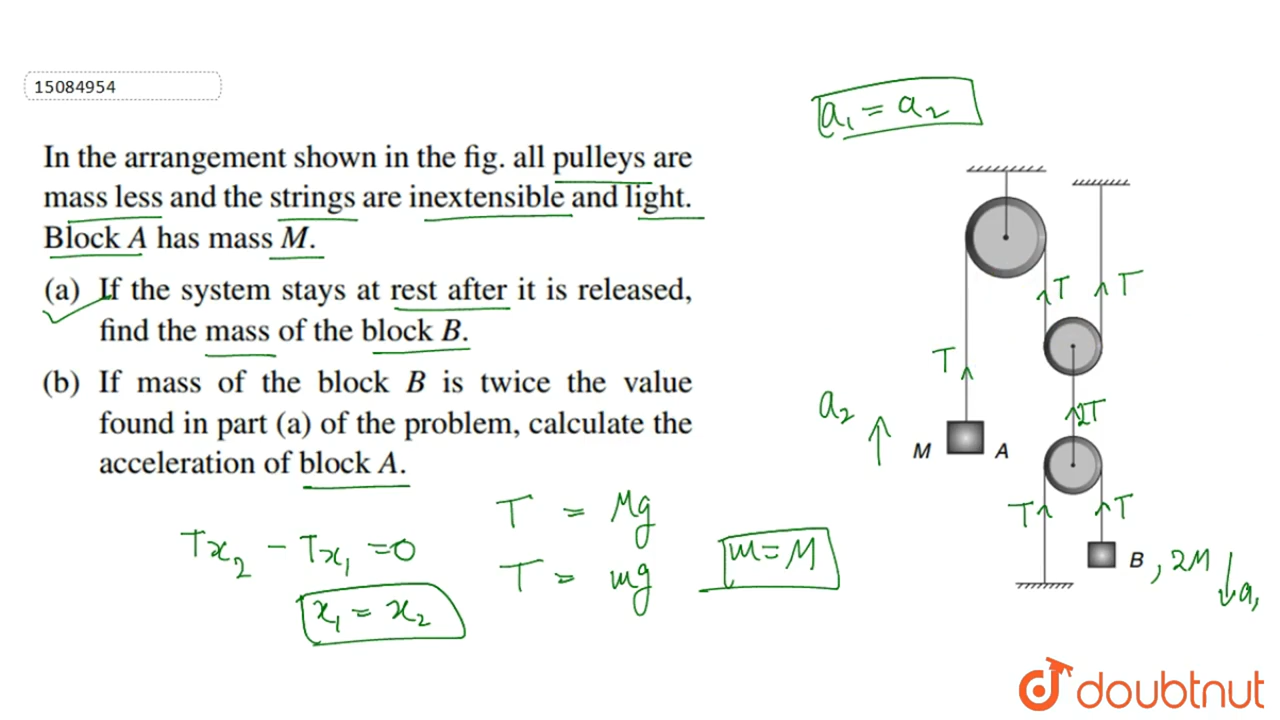 15084954
a₁ = a₂
In the arrangement shown in the fig. all pulleys are
mass less and the strings are inextensible and light.
Block A has mass M.
(a) If the system stays at rest after it is released,
find the mass of the block B.
(b) If mass of the block B is twice the value
found in part (a) of the problem, calculate the
acceleration of block A.
T T
T
a₂
2T
M A
T T
B , 2M
a₁
T = Mg
Tx₂ - Tx₁ = 0
T = mg
m = M
x₁ = x₂
doubtnut